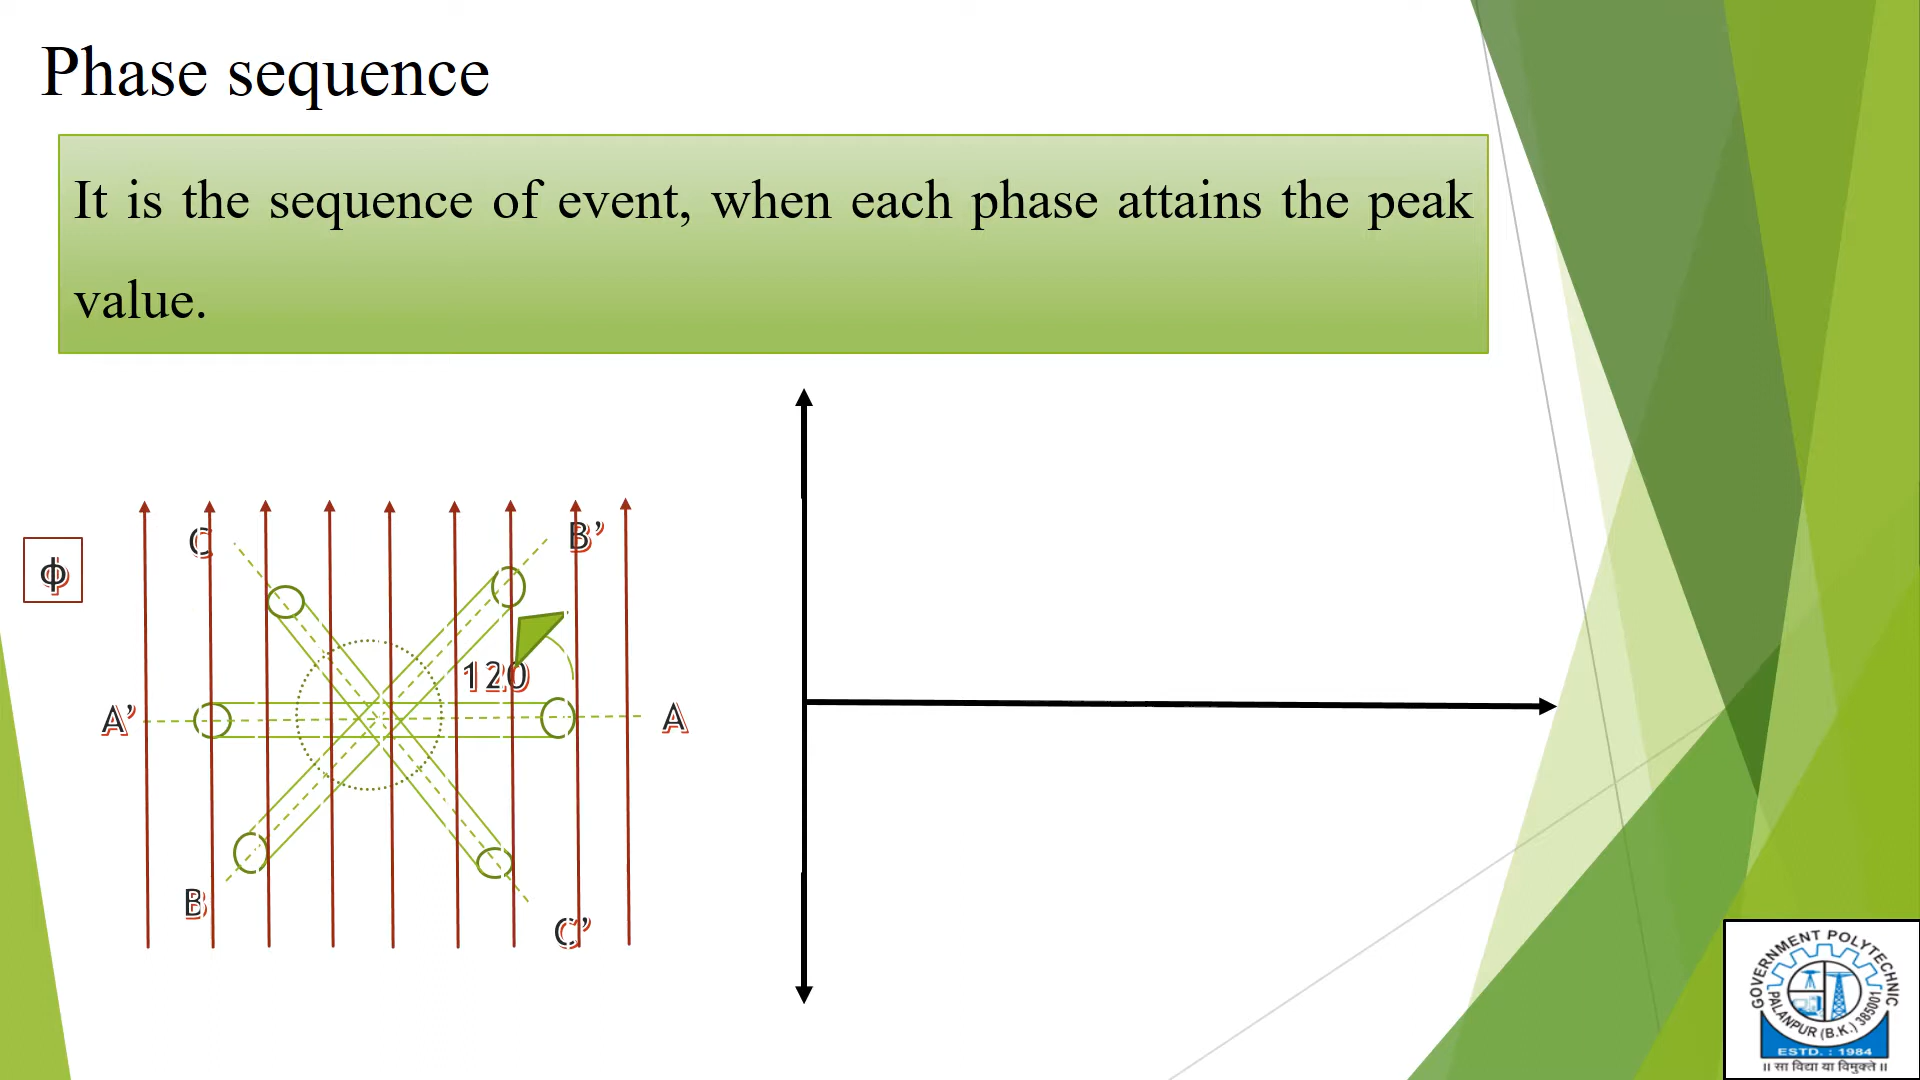 Phase sequence
It is the sequence of event, when each phase attains the peak
value.
C
B’
ɸ
120
A’
A
B
C’
GOVERNMENT POLYTECHNIC
PALANPUR (B.K.) 385001
ESTD. : 1984
॥ सा विद्या या विमुक्ते ॥